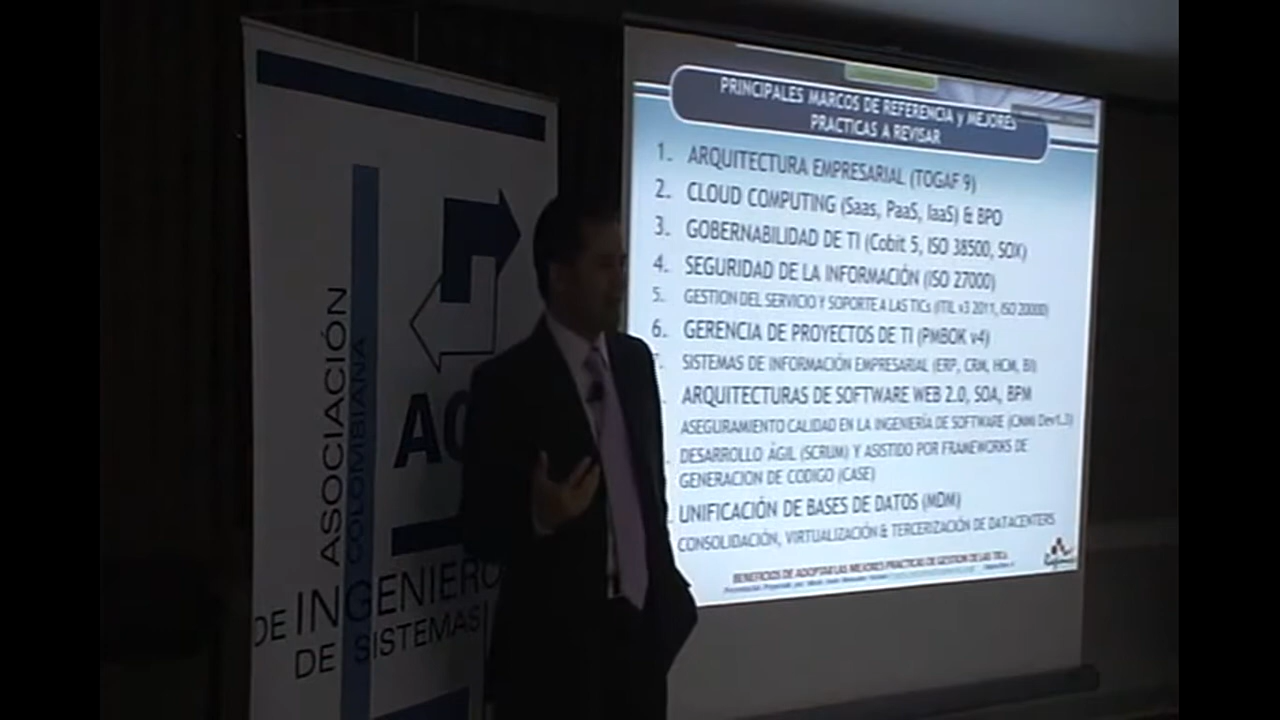 PRINCIPALES MARCOS DE REFERENCIA y MEJORES
PRACTICAS A REVISAR
1. ARQUITECTURA EMPRESARIAL (TOGAF 9)
2. CLOUD COMPUTING (Saas, PaaS, IaaS) & BPO
3. GOBERNABILIDAD DE TI (Cobit 5, ISO 38500, SOX)
4. SEGURIDAD DE LA INFORMACIÓN (ISO 27000)
5. GESTION DEL SERVICIO Y SOPORTE A LAS TICs (ITIL v3 2011, ISO 20000)
6. GERENCIA DE PROYECTOS DE TI (PMBOK v4)
SISTEMAS DE INFORMACIÓN EMPRESARIAL (ERP, CRM, HCM, BI)
ARQUITECTURAS DE SOFTWARE WEB 2.0, SOA, BPM
ASEGURAMIENTO CALIDAD EN LA INGENIERÍA DE SOFTWARE (CMMI Dev1.3)
DESARROLLO ÁGIL (SCRUM) Y ASISTIDO POR FRAMEWORKS DE
GENERACION DE CODIGO (CASE)
UNIFICACIÓN DE BASES DE DATOS (MDM)
CONSOLIDACIÓN, VIRTUALIZACIÓN & TERCERIZACIÓN DE DATACENTERS
BENEFICIOS DE ADOPTAR LAS MEJORES PRACTICAS DE GESTION DE LAS TICs
AC
ASOCIACIÓN
COLOMBIANA
DE INGENIERO
DE SISTEMAS